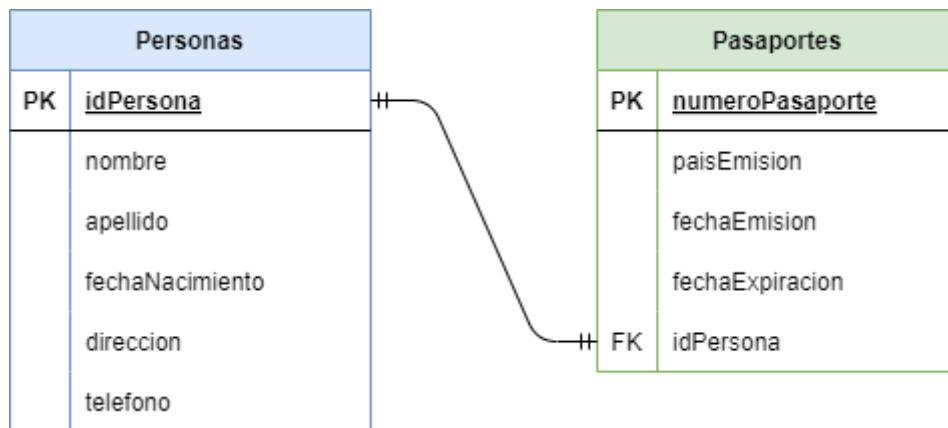 Personas
PK idPersona
nombre
apellido
fechaNacimiento
direccion
telefono
Pasaportes
PK numeroPasaporte
paisEmision
fechaEmision
fechaExpiracion
FK idPersona